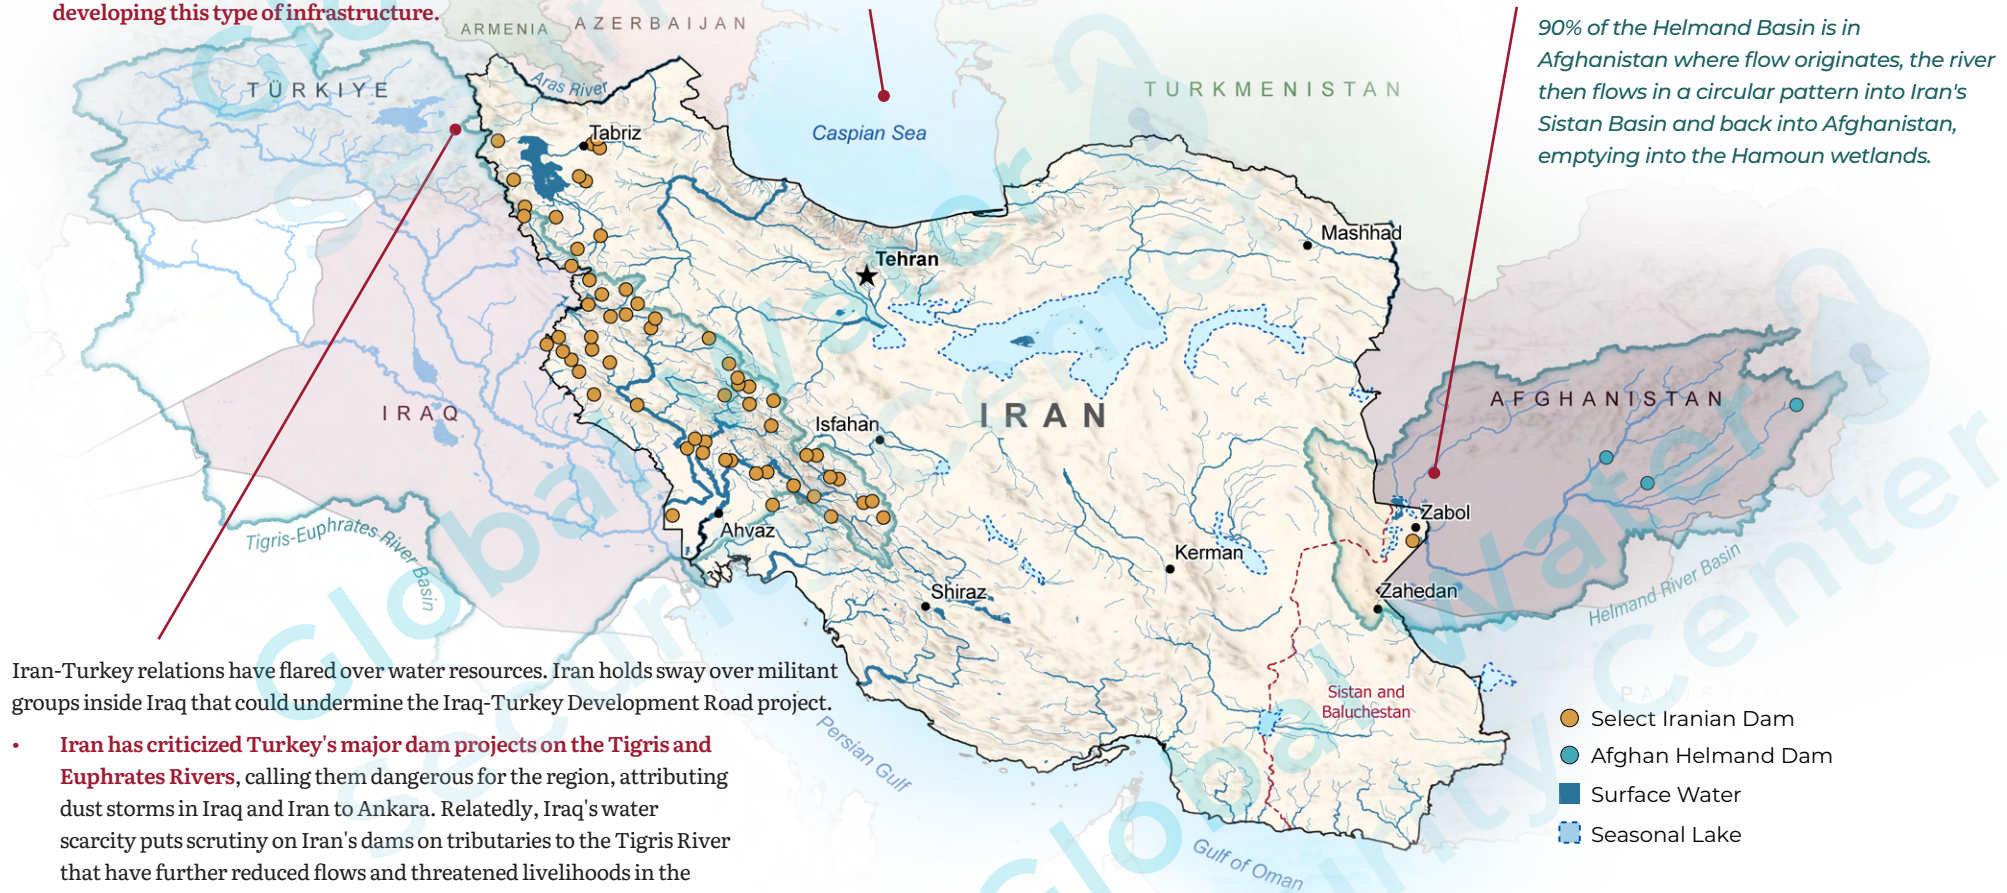 developing this type of infrastructure.
ARMENIA
AZERBAIJAN
TÜRKIYE
Aras River
Tabriz
Caspian Sea
TURKMENISTAN
90% of the Helmand Basin is in
Afghanistan where flow originates, the river
then flows in a circular pattern into Iran's
Sistan Basin and back into Afghanistan,
emptying into the Hamoun wetlands.
Mashhad
Tehran
IRAQ
IRAN
Isfahan
AFGHANISTAN
Tigris-Euphrates River Basin
Ahvaz
Zabol
Kerman
Shiraz
Zahedan
Helmand River Basin
Iran-Turkey relations have flared over water resources. Iran holds sway over militant
groups inside Iraq that could undermine the Iraq-Turkey Development Road project.
• Iran has criticized Turkey's major dam projects on the Tigris and
Euphrates Rivers, calling them dangerous for the region, attributing
dust storms in Iraq and Iran to Ankara. Relatedly, Iraq's water
scarcity puts scrutiny on Iran's dams on tributaries to the Tigris River
that have further reduced flows and threatened livelihoods in the
Persian Gulf
Sistan and
Baluchestan
PAKISTAN
Gulf of Oman
Select Iranian Dam
Afghan Helmand Dam
Surface Water
Seasonal Lake
Global Water
Security Center
Global Water